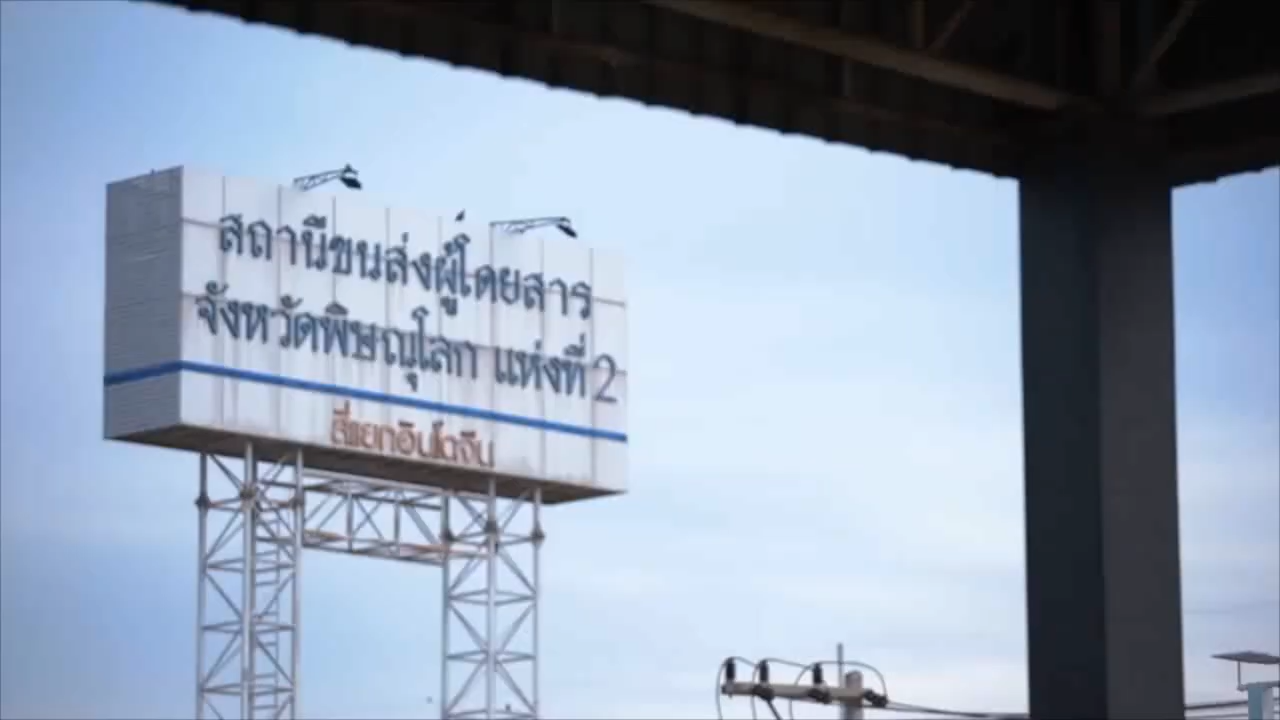 สถานีขนส่งผู้โดยสาร
จังหวัดพิษณุโลก แห่งที่ 2
สี่แยกอินโดจีน